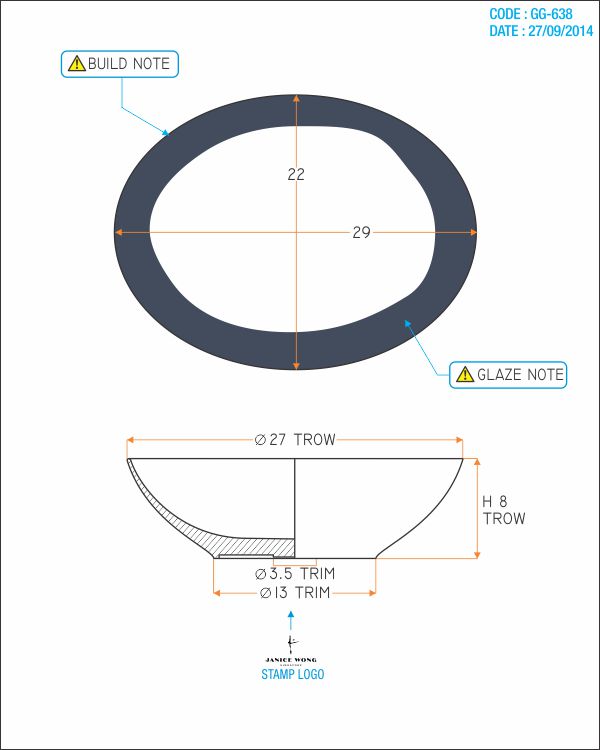 CODE : GG-638
DATE : 27/09/2014
BUILD NOTE
22
29
GLAZE NOTE
Ø 27 TROW
H 8
TROW
Ø 3.5 TRIM
Ø 13 TRIM
JANICE WONG
STAMP LOGO